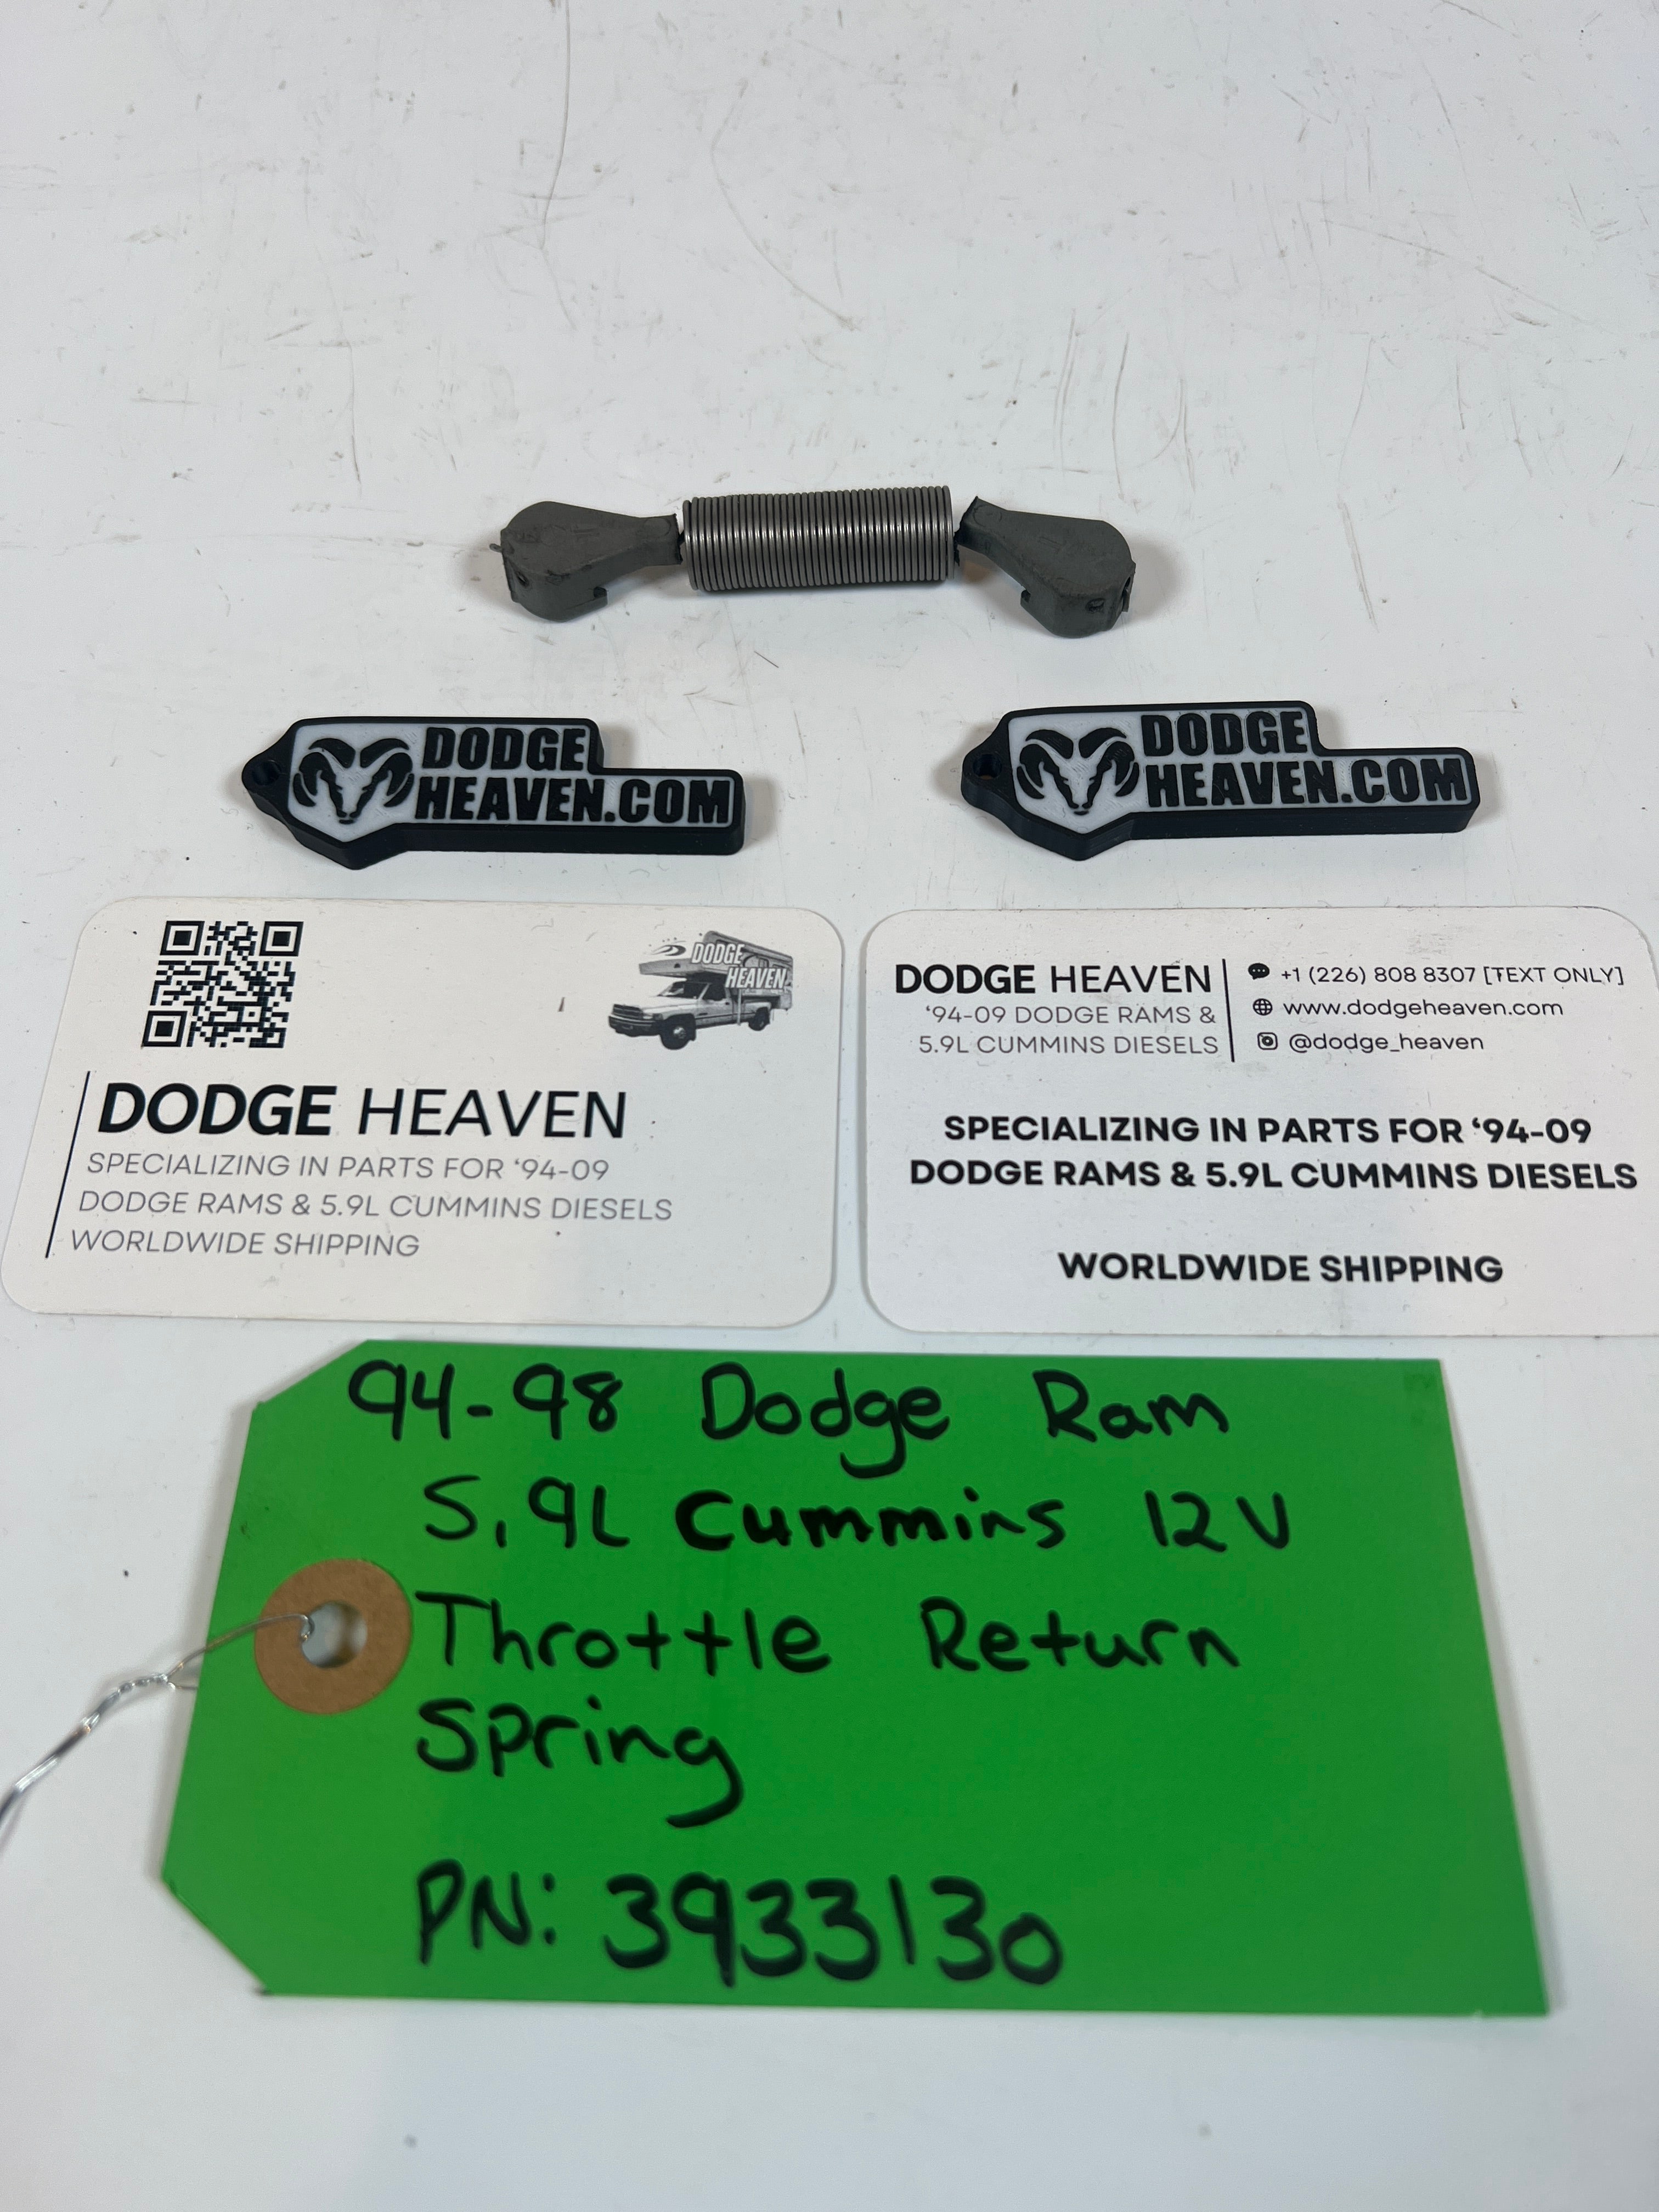 DODGE
HEAVEN.COM
DODGE
HEAVEN.COM
DODGE
HEAVEN
DODGE HEAVEN
SPECIALIZING IN PARTS FOR ‘94-09
DODGE RAMS & 5.9L CUMMINS DIESELS
WORLDWIDE SHIPPING
DODGE HEAVEN
‘94-09 DODGE RAMS &
5.9L CUMMINS DIESELS
+1 (226) 808 8307 [TEXT ONLY]
www.dodgeheaven.com
@dodge_heaven
SPECIALIZING IN PARTS FOR ‘94-09
DODGE RAMS & 5.9L CUMMINS DIESELS
WORLDWIDE SHIPPING
94-98 Dodge Ram
5.9L Cummins 12V
Throttle Return
Spring
PN: 3933130